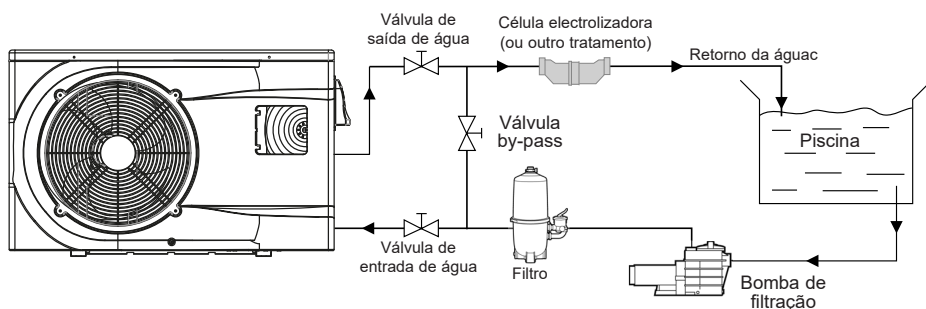 Válvula de
saída de água
Célula electrolizadora
(ou outro tratamento)
Retorno da águac
Válvula
by-pass
Piscina
Válvula de
entrada de água
Filtro
Bomba de
filtração